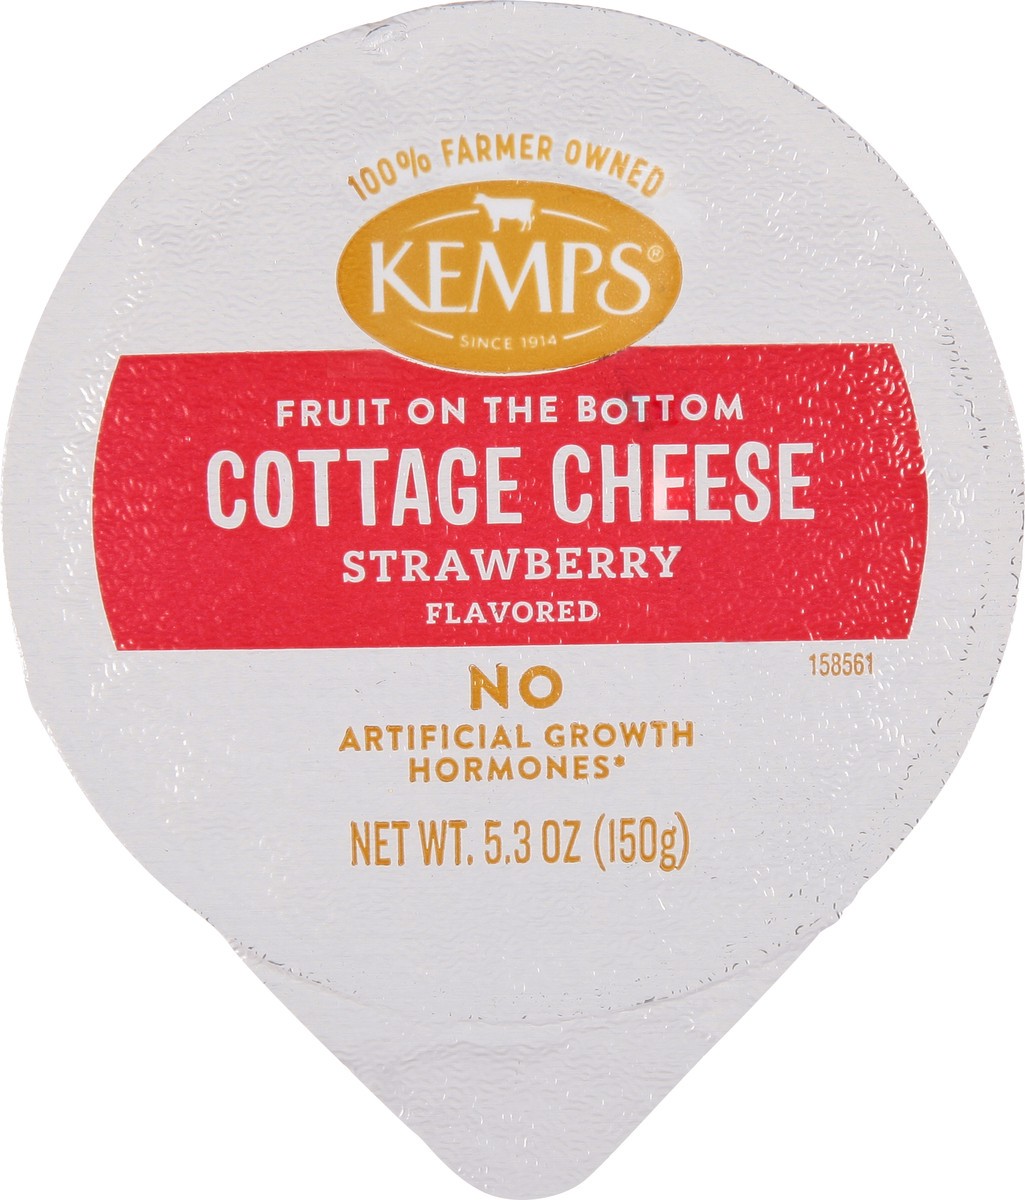 100% FARMER OWNED
KEMPS®
SINCE 1914
FRUIT ON THE BOTTOM
COTTAGE CHEESE
STRAWBERRY
FLAVORED
158561
NO
ARTIFICIAL GROWTH
HORMONES*
NET WT. 5.3 OZ (150g)